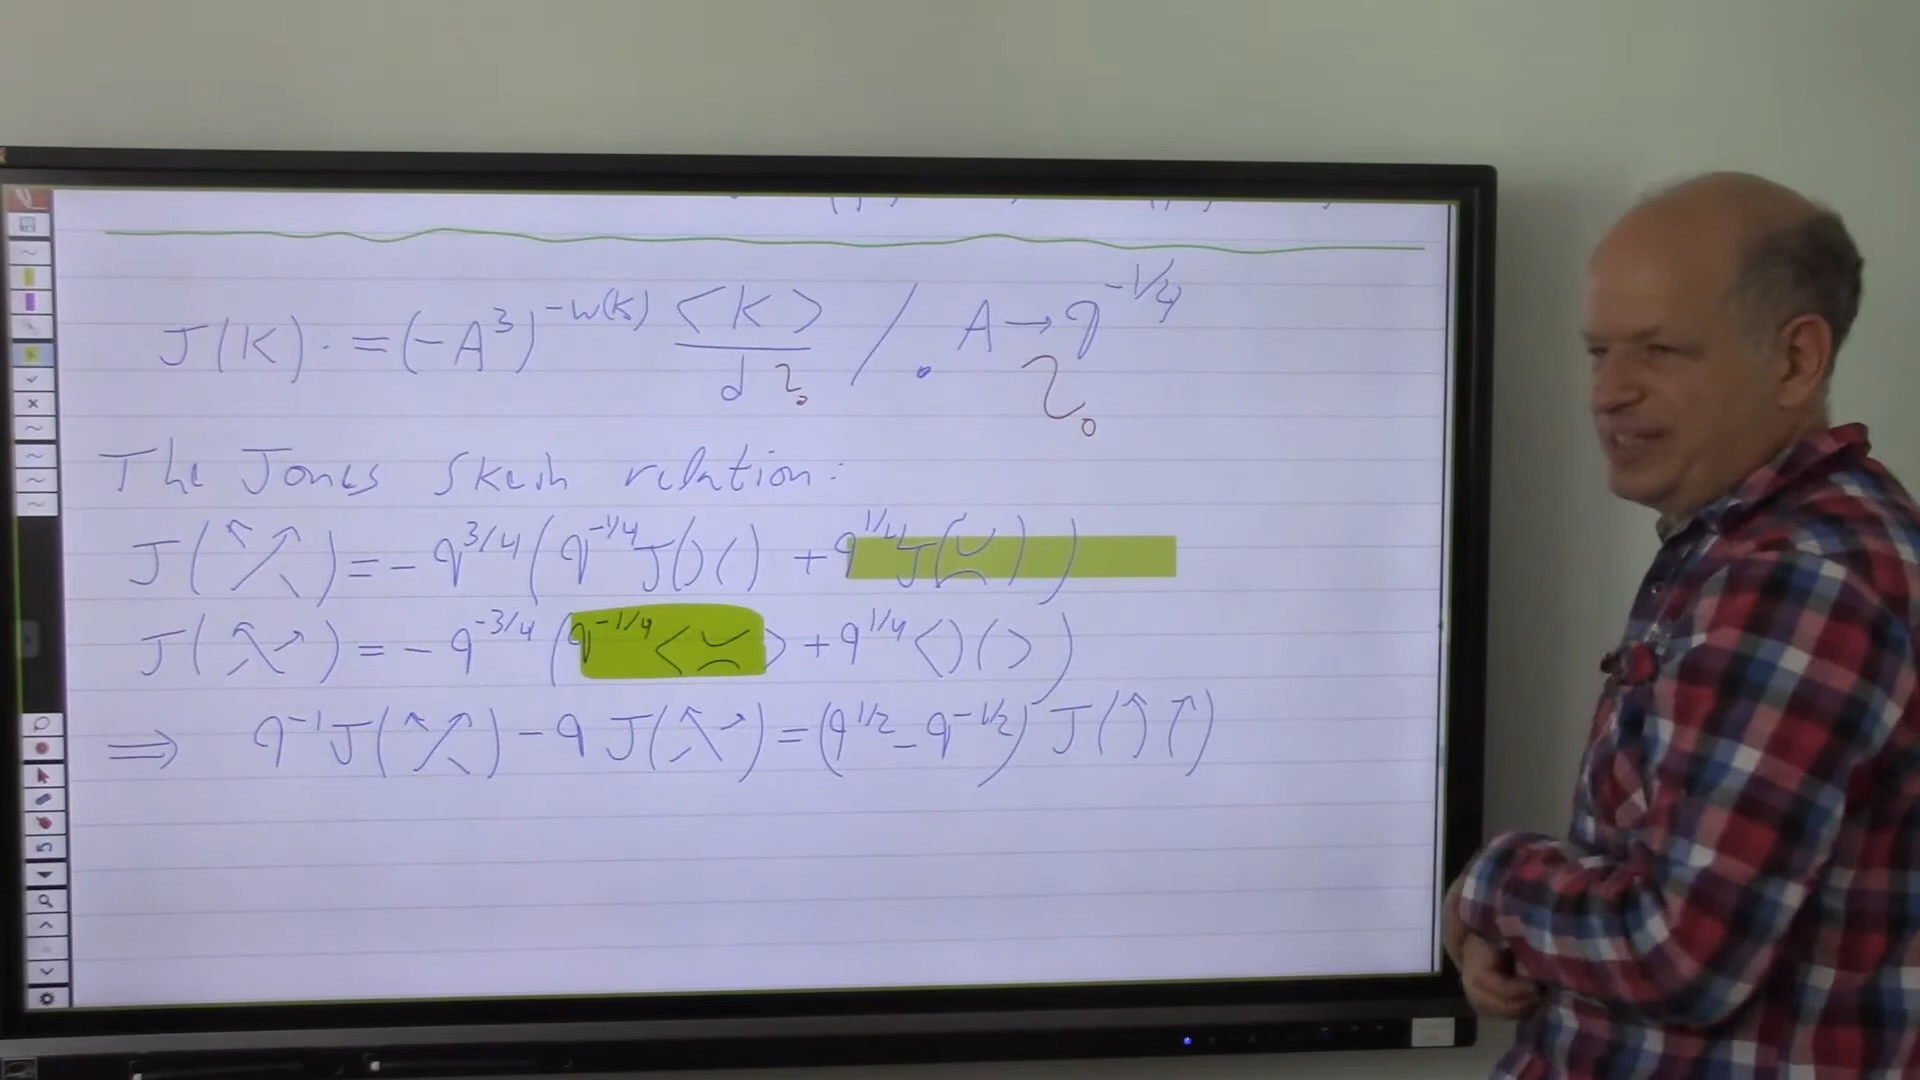 J(K) := (-A³)^{-w(K)} <K>/d /. A → q^{-1/4}
The Jones Skein relation:
J(⤲) = -q^{3/4}(q^{-1/4} J()() + q^{1/4} J(≍))
J(⤱) = -q^{-3/4}(q^{-1/4} <≍> + q^{1/4} <)(>)
⟹ q^{-1} J(⤲) - q J(⤱) = (q^{1/2} - q^{-1/2}) J(↰↱)